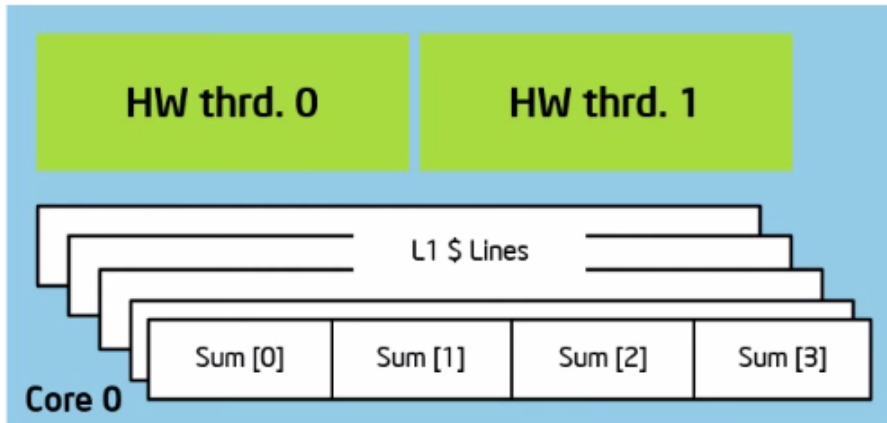 HW thrd. 0
HW thrd. 1
L1 $ Lines
Sum [0]
Sum [1]
Sum [2]
Sum [3]
Core 0